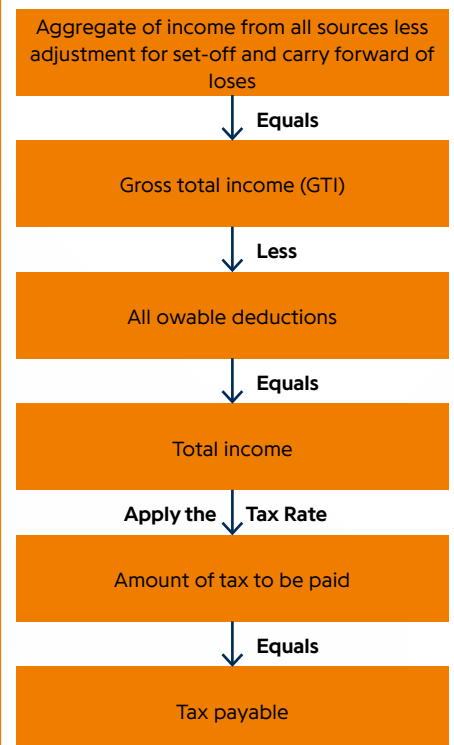 Aggregate of income from all sources less
adjustment for set-off and carry forward of
loses
Equals
Gross total income (GTI)
Less
All owable deductions
Equals
Total income
Apply the Tax Rate
Amount of tax to be paid
Equals
Tax payable